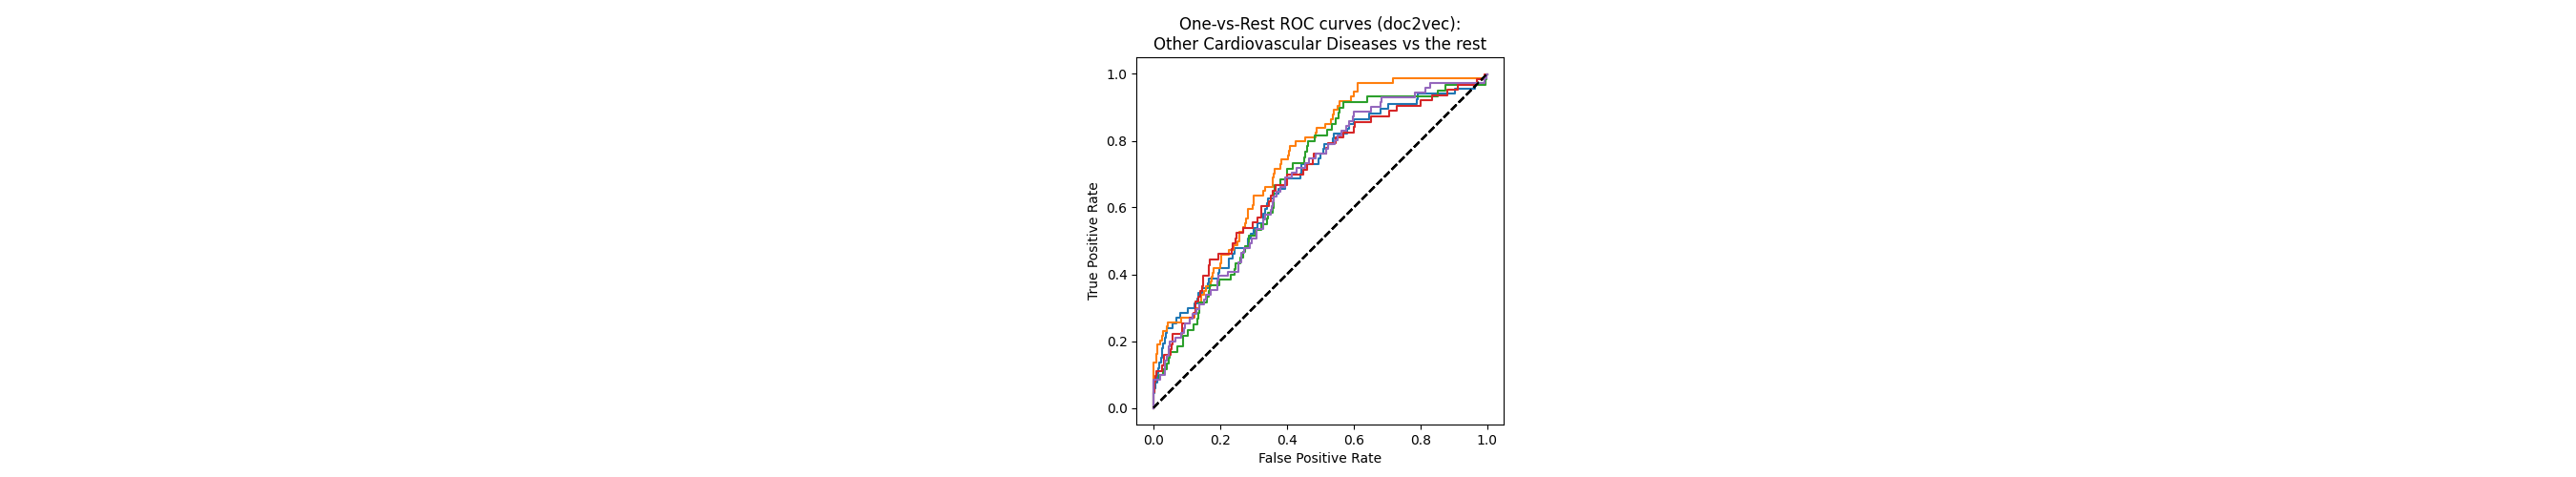 One-vs-Rest ROC curves (doc2vec):
Other Cardiovascular Diseases vs the rest
1.0
0.8
0.6
0.4
0.2
0.0
True Positive Rate
0.0 0.2 0.4 0.6 0.8 1.0
False Positive Rate